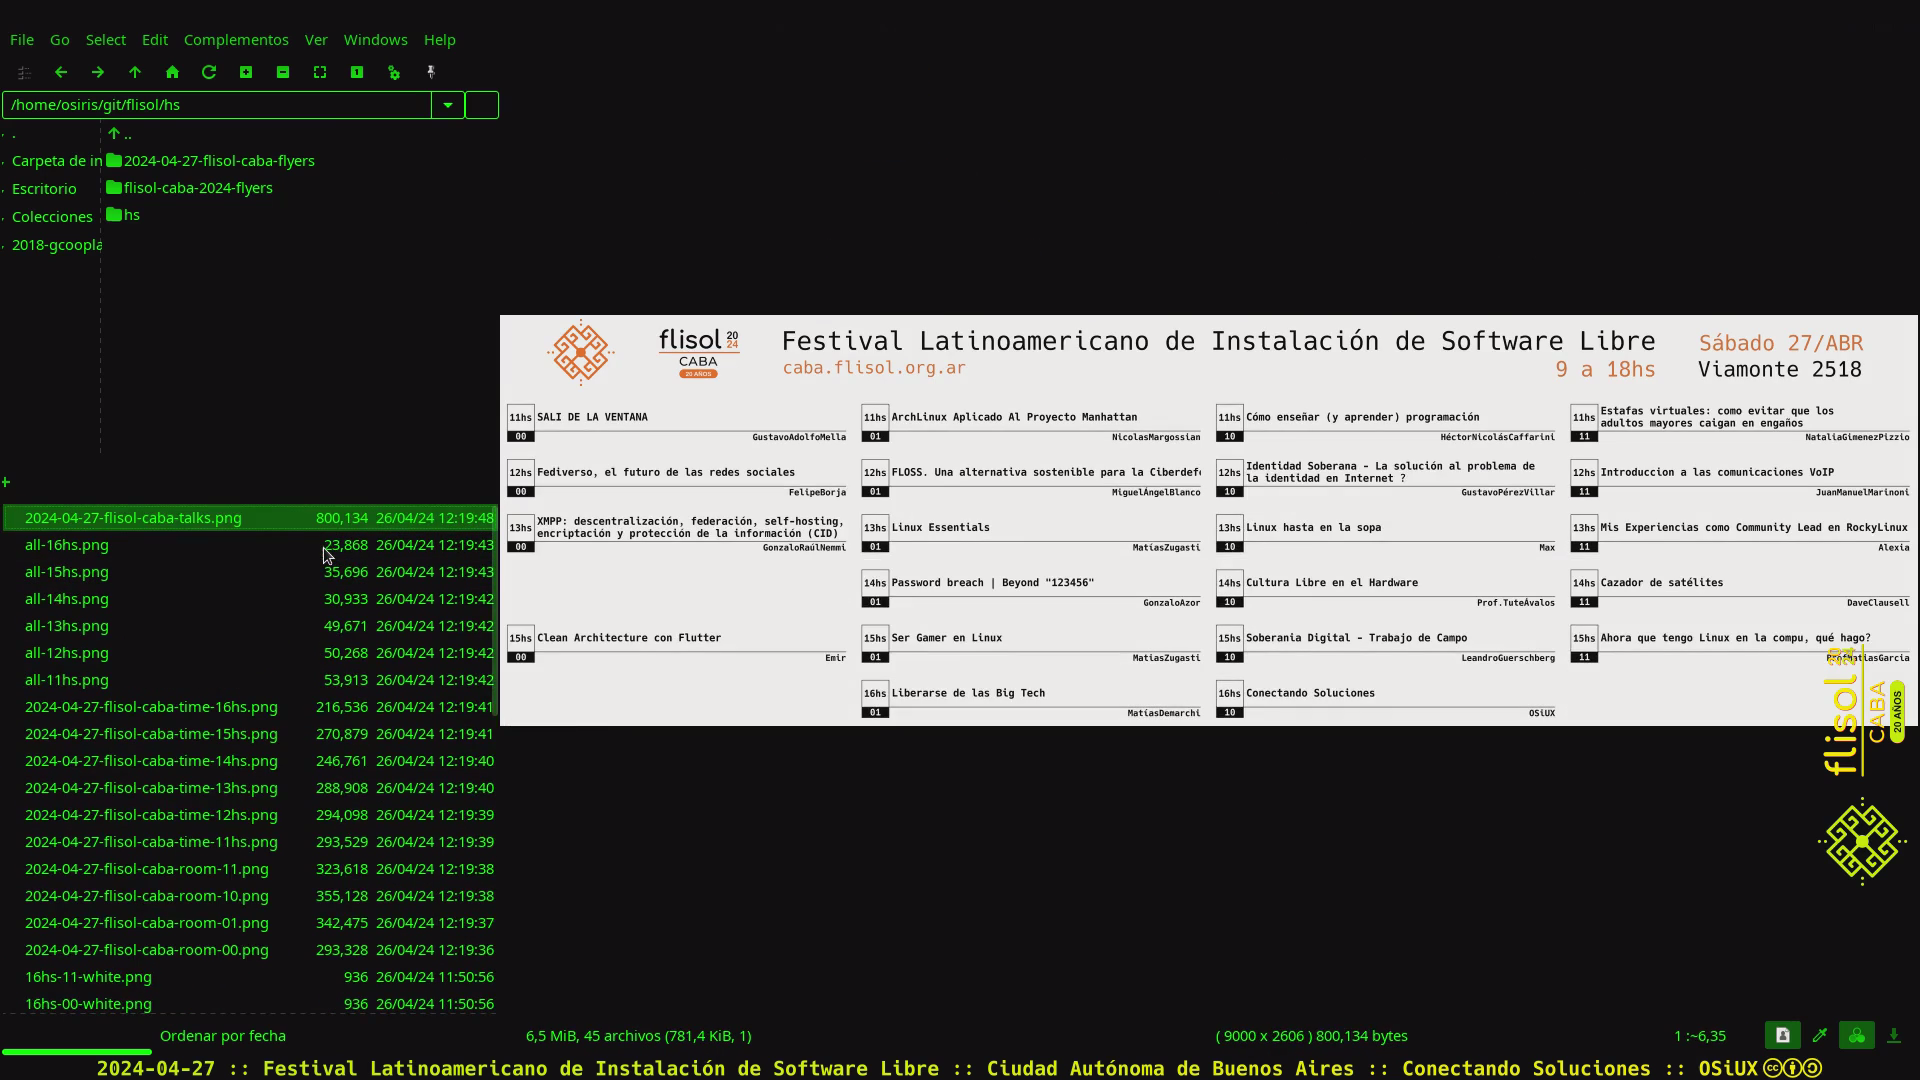 File Go Select Edit Complementos Ver Windows Help
/home/osiris/git/flisol/hs
.
..
Carpeta de in
2024-04-27-flisol-caba-flyers
Escritorio
flisol-caba-2024-flyers
Colecciones
hs
2018-gcoopla
+
2024-04-27-flisol-caba-talks.png 800,134 26/04/24 12:19:48
all-16hs.png 23,868 26/04/24 12:19:43
all-15hs.png 35,696 26/04/24 12:19:43
all-14hs.png 30,933 26/04/24 12:19:42
all-13hs.png 49,671 26/04/24 12:19:42
all-12hs.png 50,268 26/04/24 12:19:42
all-11hs.png 53,913 26/04/24 12:19:42
2024-04-27-flisol-caba-time-16hs.png 216,536 26/04/24 12:19:41
2024-04-27-flisol-caba-time-15hs.png 270,879 26/04/24 12:19:41
2024-04-27-flisol-caba-time-14hs.png 246,761 26/04/24 12:19:40
2024-04-27-flisol-caba-time-13hs.png 288,908 26/04/24 12:19:40
2024-04-27-flisol-caba-time-12hs.png 294,098 26/04/24 12:19:39
2024-04-27-flisol-caba-time-11hs.png 293,529 26/04/24 12:19:39
2024-04-27-flisol-caba-room-11.png 323,618 26/04/24 12:19:38
2024-04-27-flisol-caba-room-10.png 355,128 26/04/24 12:19:38
2024-04-27-flisol-caba-room-01.png 342,475 26/04/24 12:19:37
2024-04-27-flisol-caba-room-00.png 293,328 26/04/24 12:19:36
16hs-11-white.png 936 26/04/24 11:50:56
16hs-00-white.png 936 26/04/24 11:50:56
flisol 20 24
CABA
20 AÑOS
Festival Latinoamericano de Instalación de Software Libre
caba.flisol.org.ar
9 a 18hs
Sábado 27/ABR
Viamonte 2518
11hs SALI DE LA VENTANA
00 GustavoAdolfoMella
11hs ArchLinux Aplicado Al Proyecto Manhattan
01 NicolasMargossian
11hs Cómo enseñar (y aprender) programación
10 HéctorNicolásCaffarini
11hs Estafas virtuales: como evitar que los
adultos mayores caigan en engaños
11 NataliaGimenezPizzio
12hs Fediverso, el futuro de las redes sociales
00 FelipeBorja
12hs FLOSS. Una alternativa sostenible para la Ciberdefe
01 MiguelÁngelBlanco
12hs Identidad Soberana - La solución al problema de
la identidad en Internet ?
10 GustavoPérezVillar
12hs Introduccion a las comunicaciones VoIP
11 JuanManuelMarinoni
13hs XMPP: descentralización, federación, self-hosting,
encriptación y protección de la información (CID)
00 GonzaloRaúlNemmi
13hs Linux Essentials
01 MatíasZugasti
13hs Linux hasta en la sopa
10 Max
13hs Mis Experiencias como Community Lead en RockyLinux
11 Alexia
14hs Password breach | Beyond "123456"
01 GonzaloAzor
14hs Cultura Libre en el Hardware
10 Prof.TuteÁvalos
14hs Cazador de satélites
11 DaveClausell
15hs Clean Architecture con Flutter
00 Emir
15hs Ser Gamer en Linux
01 MatíasZugasti
15hs Soberania Digital - Trabajo de Campo
10 LeandroGuerschberg
15hs Ahora que tengo Linux en la compu, qué hago?
11 ProfMatiasGarcia
16hs Liberarse de las Big Tech
01 MatíasDemarchi
16hs Conectando Soluciones
10 OSiUX
flisol 20 24
CABA
20 AÑOS
Ordenar por fecha
6,5 MiB, 45 archivos (781,4 KiB, 1)
( 9000 x 2606 ) 800,134 bytes
1 :~6,35
2024-04-27 :: Festival Latinoamericano de Instalación de Software Libre :: Ciudad Autónoma de Buenos Aires :: Conectando Soluciones :: OSiUX